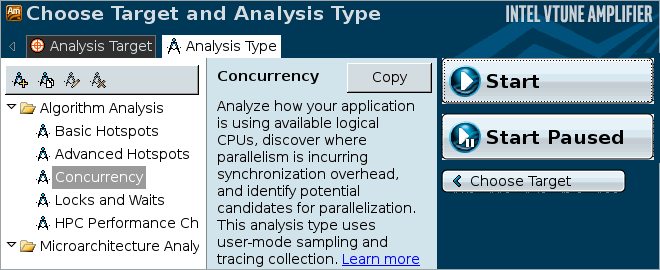 Am Choose Target and Analysis Type
INTEL VTUNE AMPLIFIER
Analysis Target
Analysis Type
Algorithm Analysis
Basic Hotspots
Advanced Hotspots
Concurrency
Locks and Waits
HPC Performance Ch
Microarchitecture Analy
Concurrency
Copy
Analyze how your application
is using available logical
CPUs, discover where
parallelism is incurring
synchronization overhead,
and identify potential
candidates for parallelization.
This analysis type uses
user-mode sampling and
tracing collection. Learn more
Start
Start Paused
Choose Target